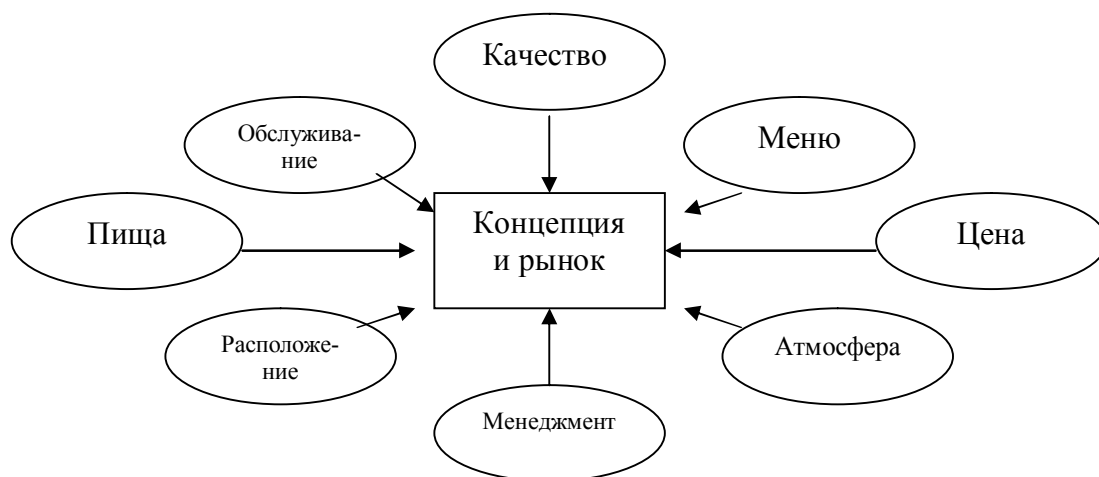 Качество
Обслужива-
ние
Меню
Пища
Концепция
и рынок
Цена
Расположе-
ние
Атмосфера
Менеджмент